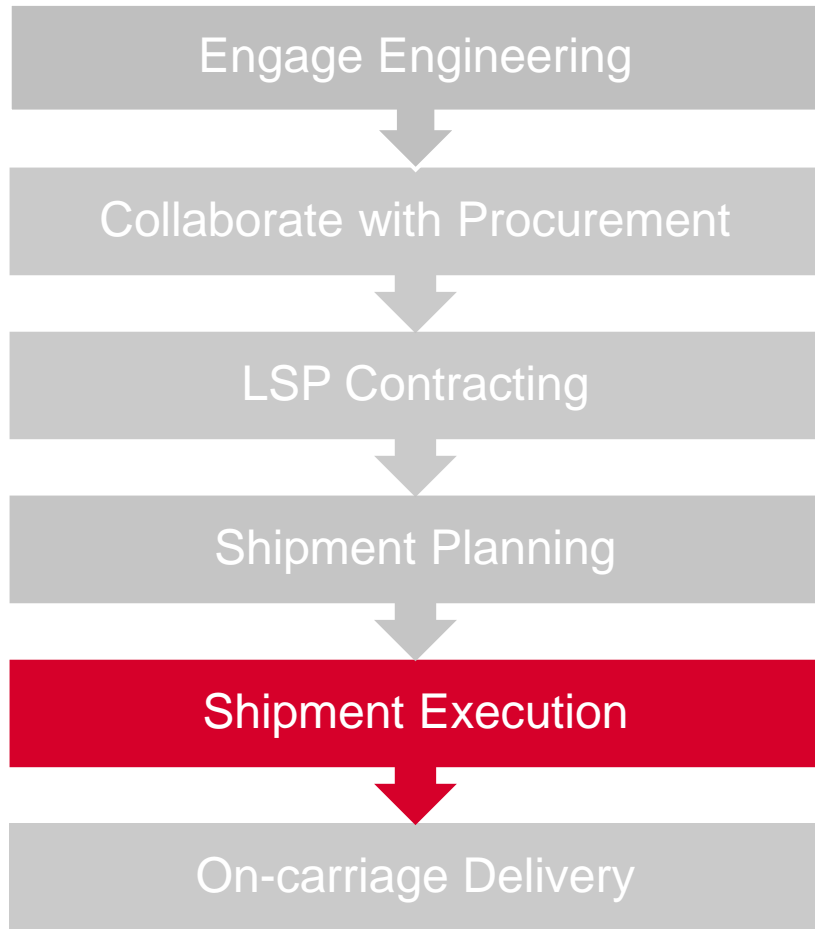 Engage Engineering
Collaborate with Procurement
LSP Contracting
Shipment Planning
Shipment Execution
On-carriage Delivery